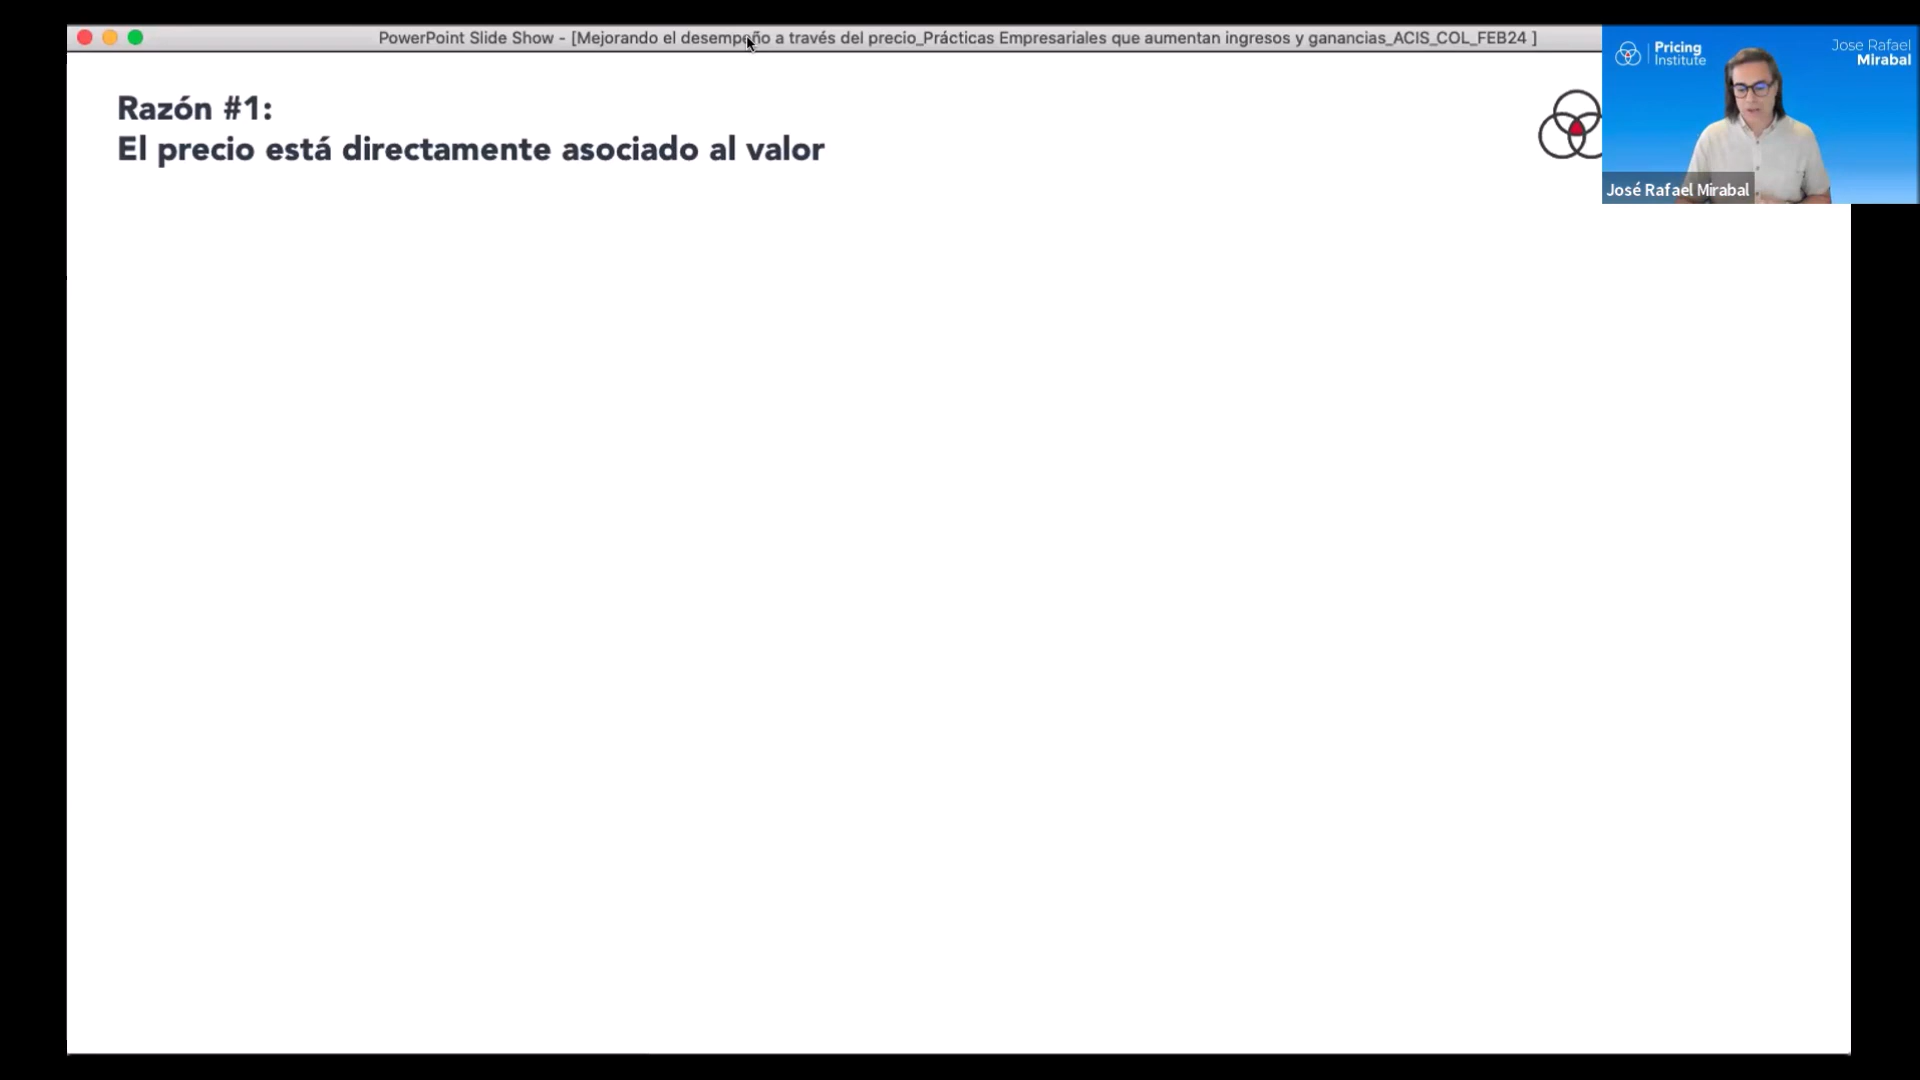 PowerPoint Slide Show - [Mejorando el desempeño a través del precio_Prácticas Empresariales que aumentan ingresos y ganancias_ACIS_COL_FEB24 ]
Pricing
Institute
Jose Rafael
Mirabal
Razón #1:
El precio está directamente asociado al valor
José Rafael Mirabal